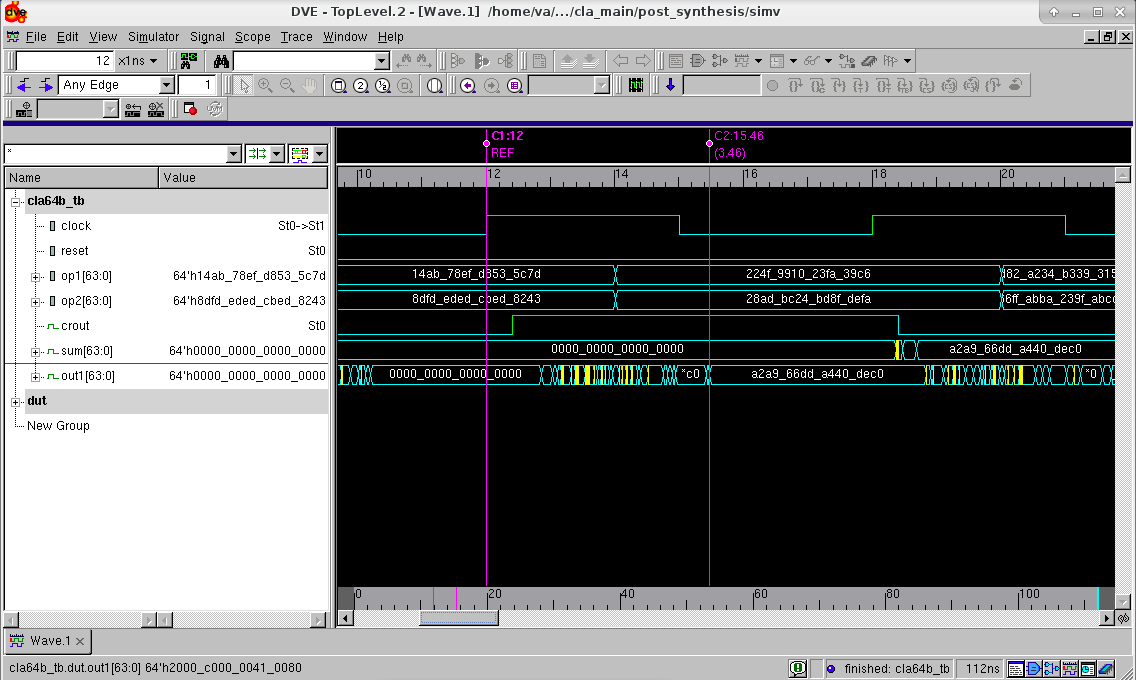 DVE - TopLevel.2 - [Wave.1] /home/va/.../cla_main/post_synthesis/simv
File Edit View Simulator Signal Scope Trace Window Help
12 x1ns
Any Edge 1
C1:12 C2:15.46
REF (3.46)
*
Name Value
10 12 14 16 18 20
cla64b_tb
clock St0->St1
reset St0
op1[63:0] 64'h14ab_78ef_d853_5c7d 14ab_78ef_d853_5c7d 224f_9910_23fa_39c6
op2[63:0] 64'h8dfd_eded_cbed_8243 8dfd_eded_cbed_8243 28ad_bc24_bd8f_defa
crout St0
sum[63:0] 64'h0000_0000_0000_0000 0000_0000_0000_0000 a2a9_66dd_a440_dec0
out1[63:0] 64'h0000_0000_0000_0000 0000_0000_0000_0000 *c0 a2a9_66dd_a440_dec0 *0
dut
New Group
0 20 40 60 80 100
Wave.1
cla64b_tb.dut.out1[63:0] 64'h2000_c000_0041_0080 finished: cla64b_tb 112ns